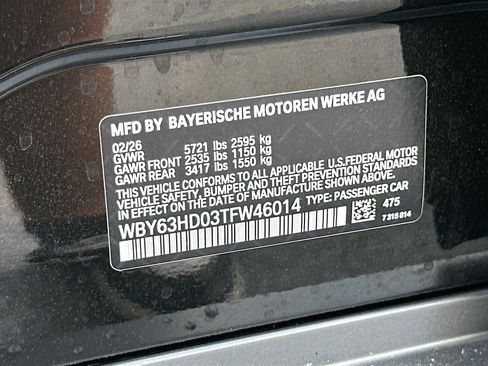 MFD BY BAYERISCHE MOTOREN WERKE AG
02/26 5721 lbs 2595 kg
GVWR
GAWR FRONT 2535 lbs 1150 kg
GAWR REAR 3417 lbs 1550 kg
THIS VEHICLE CONFORMS TO ALL APPLICABLE U.S. FEDERAL MOTOR
VEHICLE SAFETY, BUMPER AND THEFT PREVENTION STANDARDS
IN EFFECT ON THE DATE OF MANUFACTURE SHOWN ABOVE.
WBY63HD03TFW46014 TYPE: PASSENGER CAR
475
7 315 814